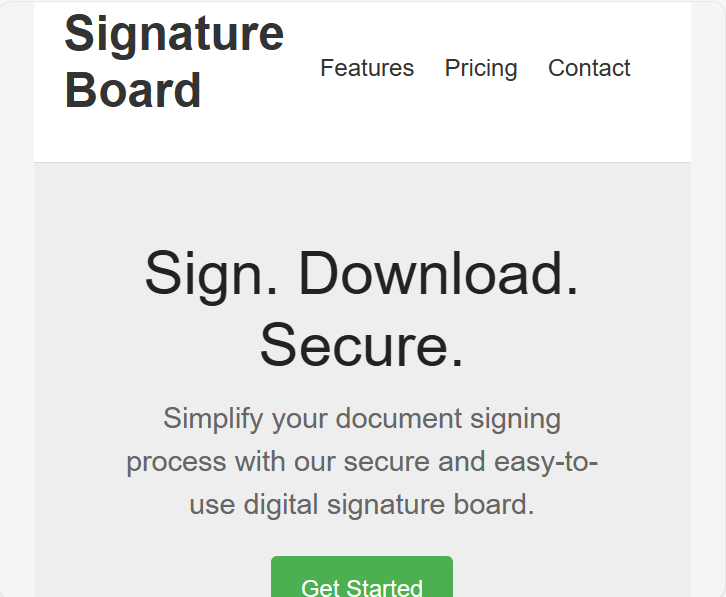 Signature
Board
Features Pricing Contact
Sign. Download.
Secure.
Simplify your document signing
process with our secure and easy-to-
use digital signature board.
Get Started